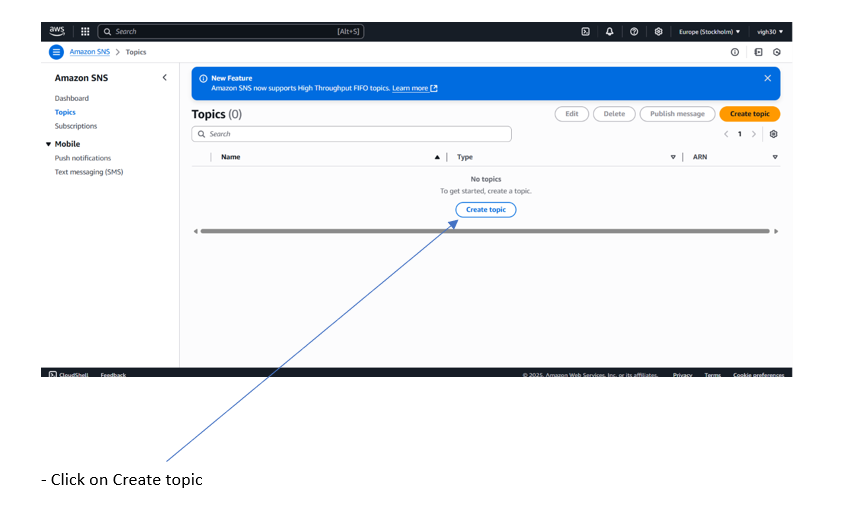 aws Search [Alt+S] Europe (Stockholm) vigh30
Amazon SNS > Topics
Amazon SNS
Dashboard
Topics
Subscriptions
Mobile
Push notifications
Text messaging (SMS)
New Feature
Amazon SNS now supports High Throughput FIFO topics. Learn more
Topics (0) Edit Delete Publish message Create topic
Search 1
Name Type ARN
No topics
To get started, create a topic.
Create topic
CloudShell Feedback © 2025, Amazon Web Services, Inc. or its affiliates. Privacy Terms Cookie preferences
- Click on Create topic